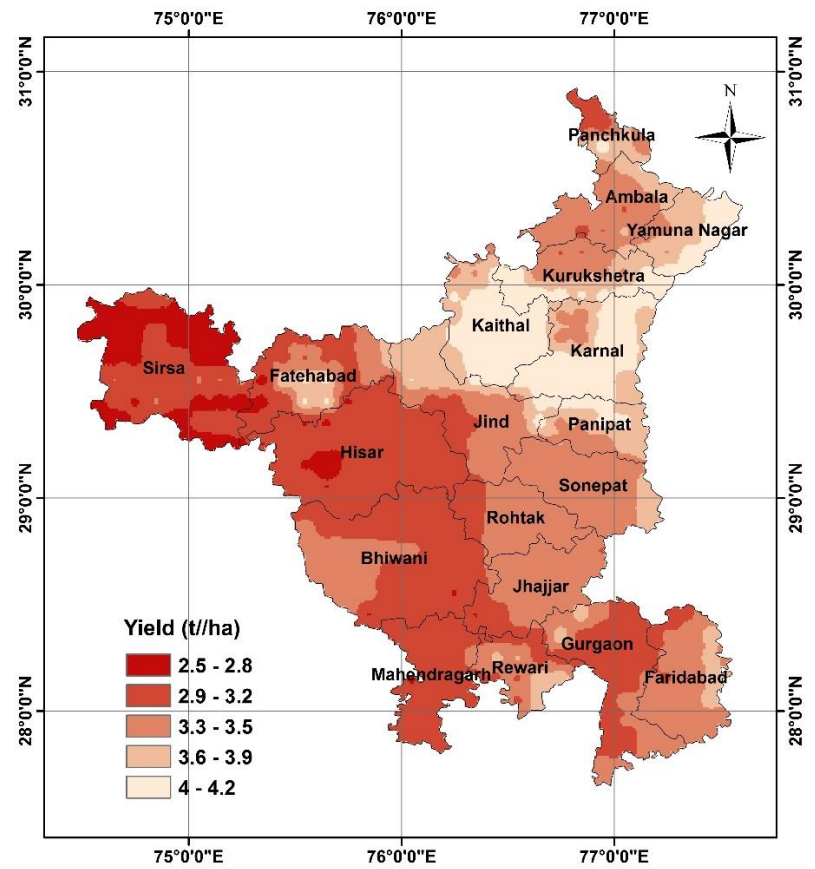 75°0'0"E 76°0'0"E 77°0'0"E
31°0'0"N 31°0'0"N
N
Panchkula
Ambala
Yamuna Nagar
Kurukshetra
30°0'0"N 30°0'0"N
Kaithal
Karnal
Sirsa
Fatehabad
Jind
Panipat
Hisar
Sonepat
29°0'0"N 29°0'0"N
Rohtak
Bhiwani
Jhajjar
Gurgaon
Mahendragarh
Rewari
Faridabad
28°0'0"N 28°0'0"N
Yield (t//ha)
2.5 - 2.8
2.9 - 3.2
3.3 - 3.5
3.6 - 3.9
4 - 4.2
75°0'0"E 76°0'0"E 77°0'0"E